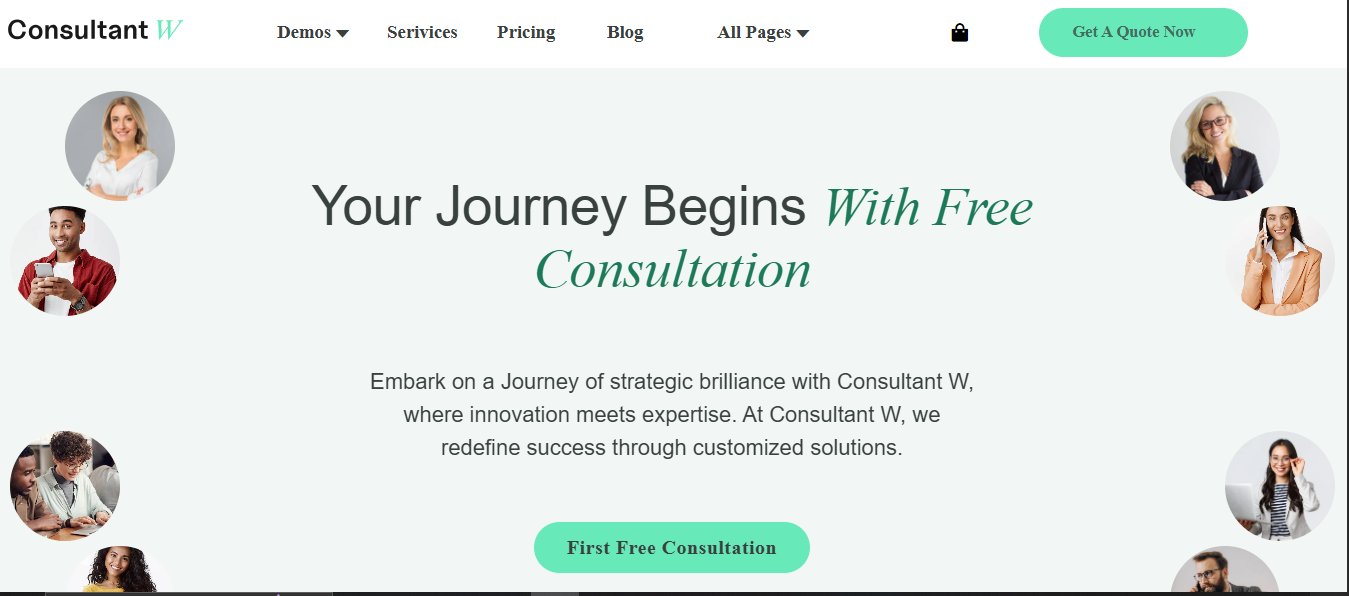 Consultant W
Demos
Serivices
Pricing
Blog
All Pages
Get A Quote Now
Your Journey Begins With Free
Consultation
Embark on a Journey of strategic brilliance with Consultant W,
where innovation meets expertise. At Consultant W, we
redefine success through customized solutions.
First Free Consultation